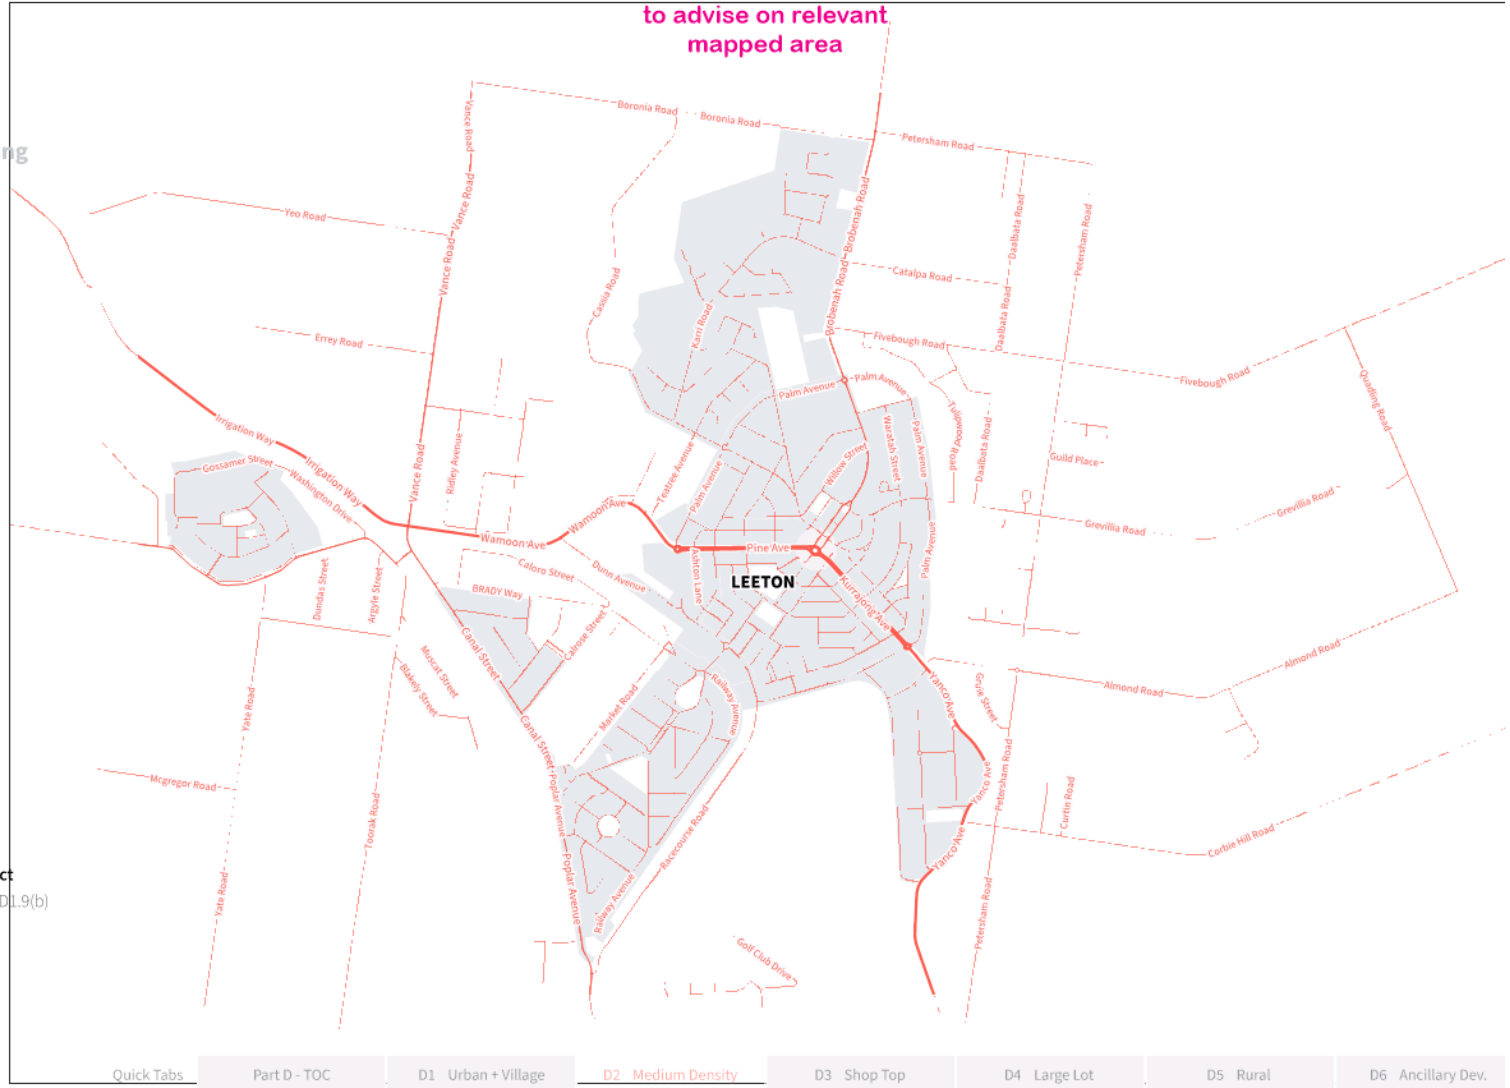 to advise on relevant
mapped area
Boronia Road
Boronia Road
Petersham Road
Vance Road
ng
Vance Road
Yeo Road
Brobenah Road
Daalbata Road
Petersham Road
Vance Road
Brobenah Road
Catalpa Road
Cassia Road
Karri Road
Daalbata Road
Errey Road
Fivebough Road
Fivebough Road
Quadling Road
Palm Avenue
Palm Avenue
Irrigation Way
Tulipwood Road
Waratah Street
Palm Avenue
Daalbata Road
Vance Road
Ridley Avenue
Gossamer Street
Irrigation Way
Washington Drive
Teatree Avenue
Palm Avenue
Willow Street
Guild Place
Grevillia Road
Grevillia Road
Wamoon Ave
Wamoon Ave
Pine Ave
Palm Avenue
Caloro Street
Dunn Avenue
Ashton Lane
LEETON
Kurrajong Ave
Dundas Street
Argyle Street
BRADY Way
Calrose Street
Canal Street
Muscat Street
Blakely Street
Almond Road
Almond Road
Yanco Ave
Gruie Street
Market Road
Railway Avenue
Yate Road
Canal Street
Petersham Road
Mcgregor Road
Toorak Road
Poplar Avenue
Yanco Ave
Curtin Road
Racecourse Road
Yanco Ave
Corbie Hill Road
ct
D1.9(b)
Yate Road
Poplar Avenue
Railway Avenue
Petersham Road
Golf Club Drive
Quick Tabs
Part D - TOC
D1 Urban + Village
D2 Medium Density
D3 Shop Top
D4 Large Lot
D5 Rural
D6 Ancillary Dev.